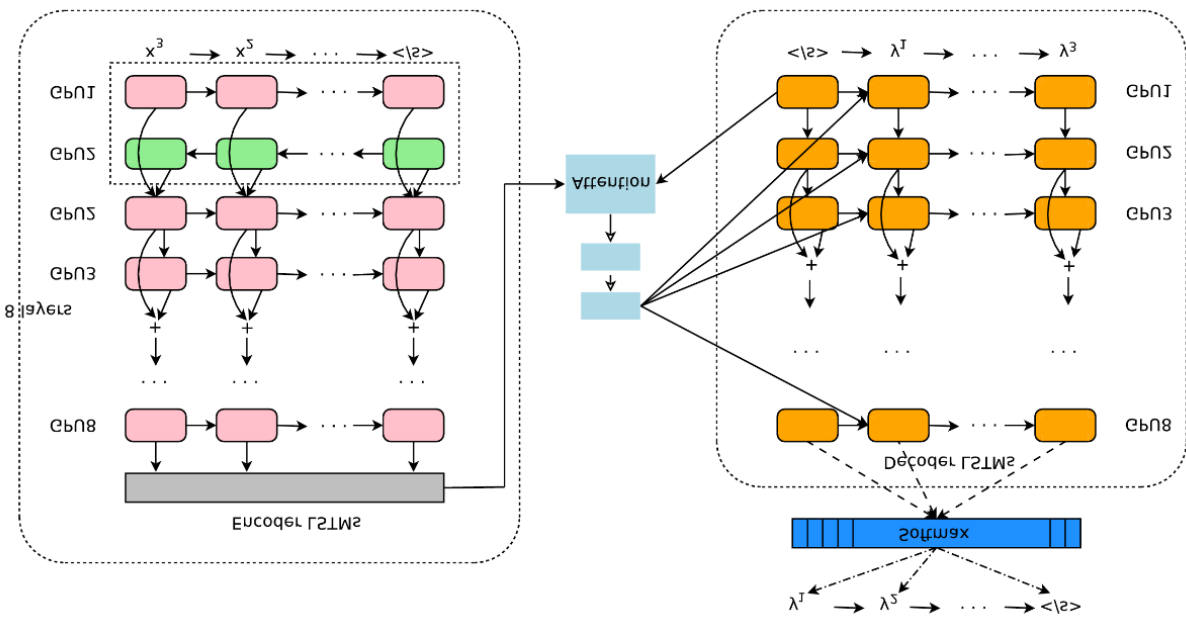 x3 x2 ... </s>
GPU1
GPU2
GPU2
GPU3
8 layers
+ + +
... ... ...
GPU8
Encoder LSTMs
Attention
</s> y1 ... y3
GPU1
GPU2
GPU3
+ + +
... ... ...
GPU8
Decoder LSTMs
Softmax
y1 y2 ... </s>